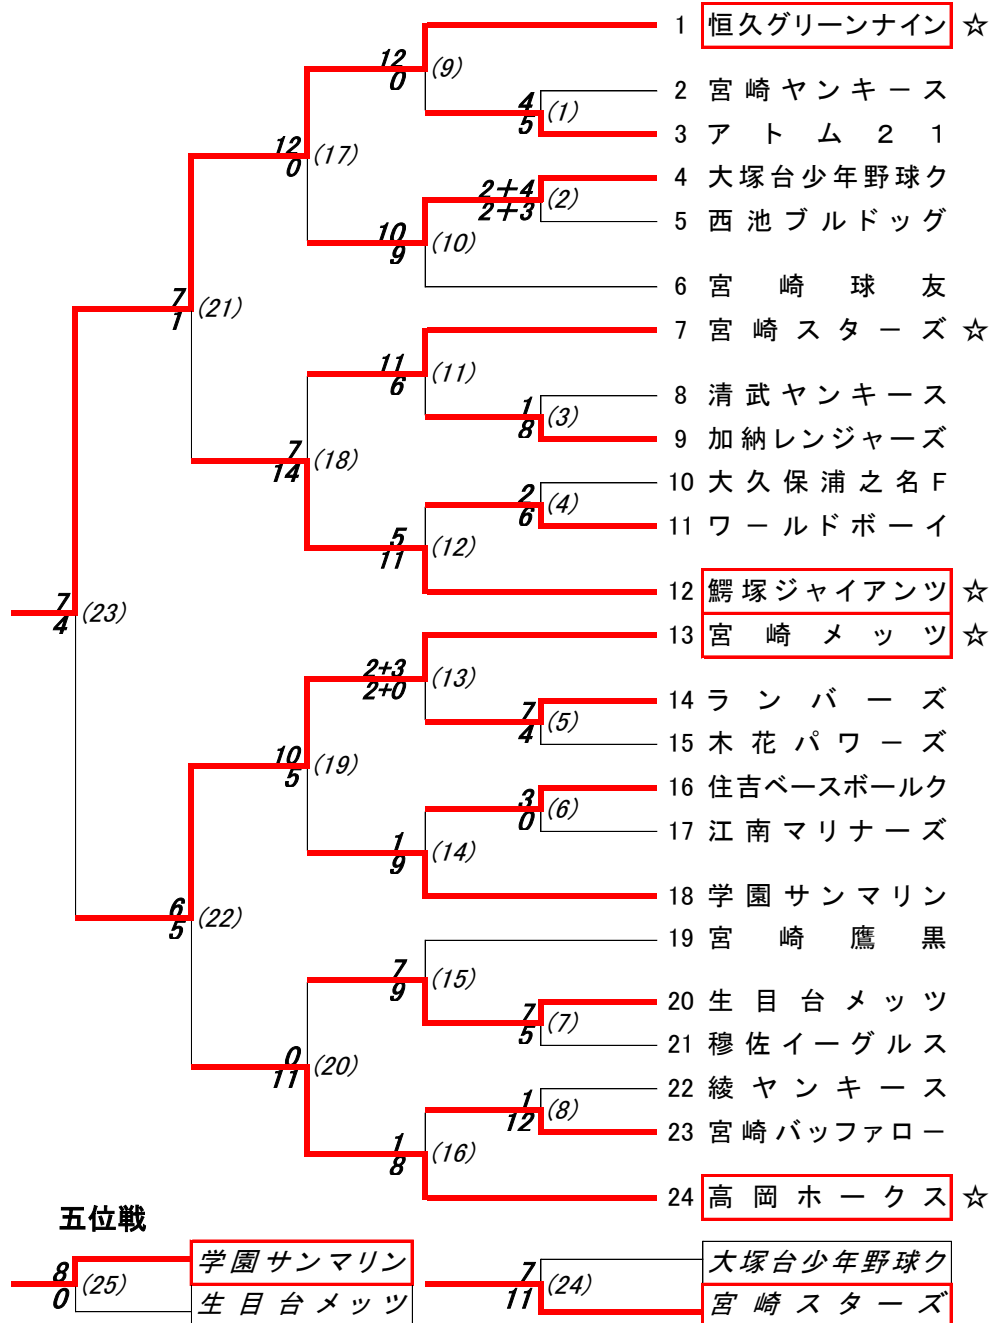 1 恒久グリーンナイン ☆
12
0 (9)
2 宮崎ヤンキース
4
5 (1)
3 アトム21
12
0 (17)
4 大塚台少年野球ク
2+4
2+3 (2)
5 西池ブルドッグ
10
9 (10)
6 宮崎球友
7
1 (21)
7 宮崎スターズ ☆
11
6 (11)
8 清武ヤンキース
1
8 (3)
9 加納レンジャーズ
7
14 (18)
10 大久保浦之名F
2
6 (4)
11 ワールドボーイ
5
11 (12)
12 鰐塚ジャイアンツ ☆
7
4 (23)
13 宮崎メッツ ☆
2+3
2+0 (13)
14 ランバーズ
7
4 (5)
15 木花パワーズ
10
5 (19)
16 住吉ベースボールク
3
0 (6)
17 江南マリナーズ
1
9 (14)
18 学園サンマリン
6
5 (22)
19 宮崎鷹黒
7
9 (15)
20 生目台メッツ
7
5 (7)
21 穆佐イーグルス
0
11 (20)
22 綾ヤンキース
1
12 (8)
23 宮崎バッファロー
1
8 (16)
24 高岡ホークス ☆
五位戦
学園サンマリン
8
0 (25)
生目台メッツ
大塚台少年野球ク
7
11 (24)
宮崎スターズ